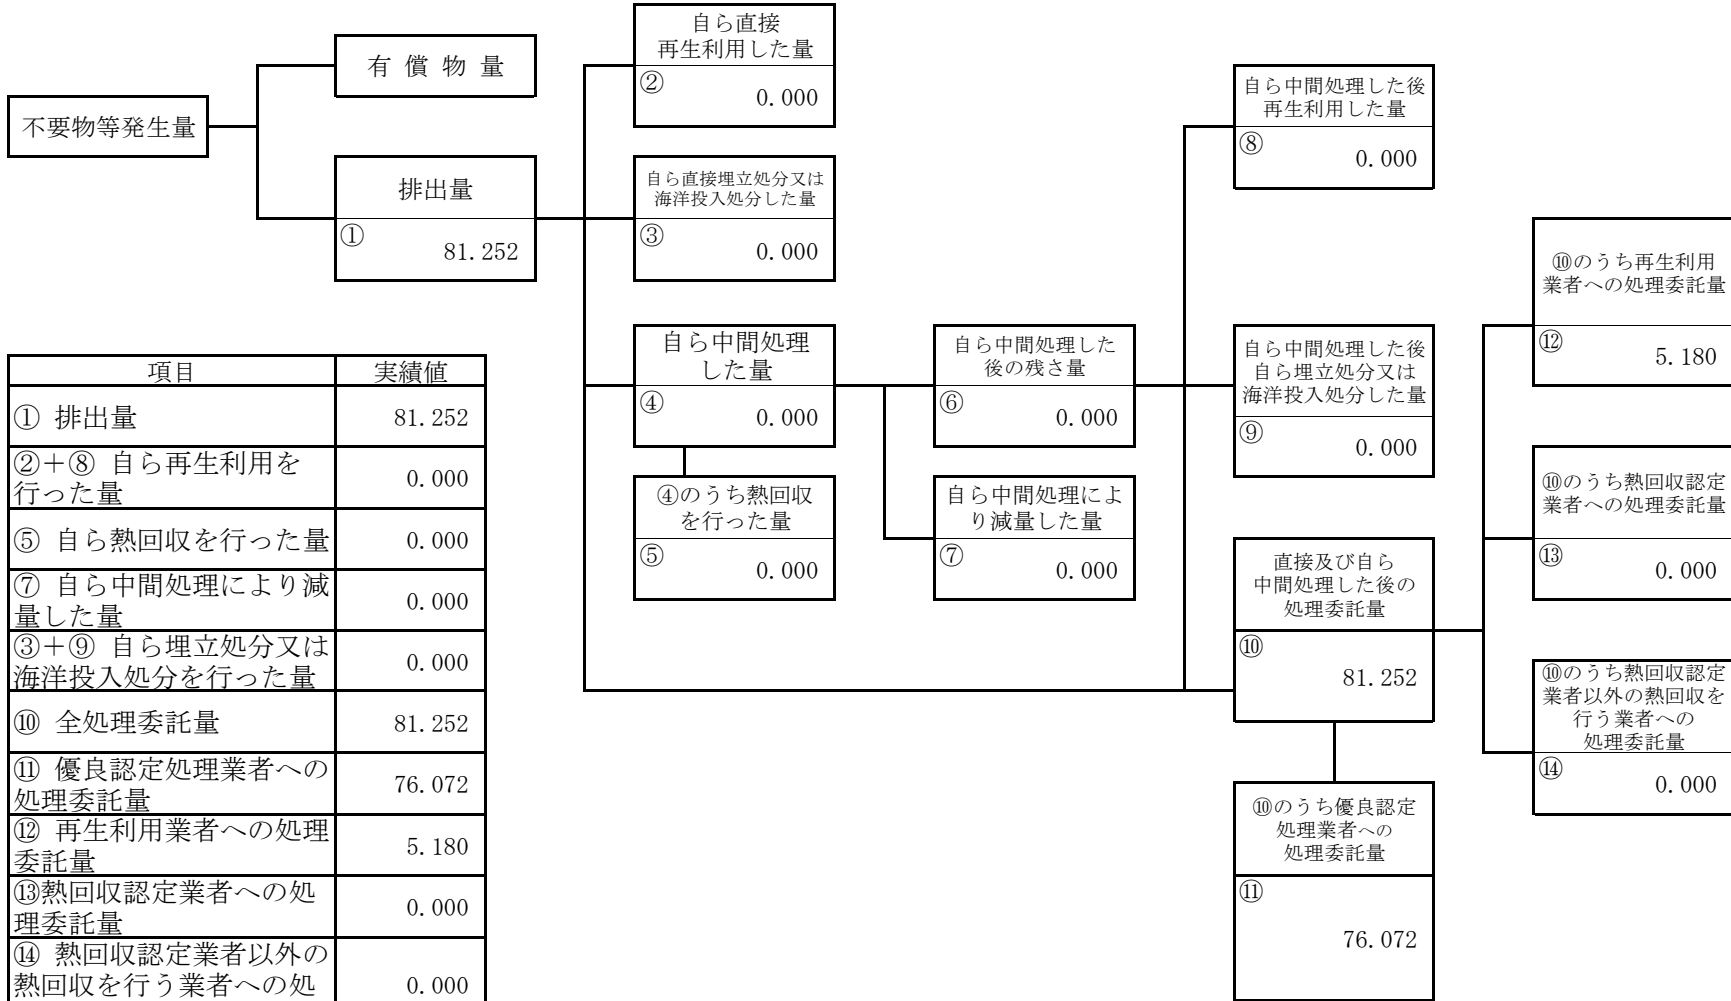 不要物等発生量
有 償 物 量
排出量
①
81.252
自ら直接
再生利用した量
②
0.000
自ら直接埋立処分又は
海洋投入処分した量
③
0.000
自ら中間処理
した量
④
0.000
④のうち熱回収
を行った量
⑤
0.000
自ら中間処理した
後の残さ量
⑥
0.000
自ら中間処理によ
り減量した量
⑦
0.000
自ら中間処理した後
再生利用した量
⑧
0.000
自ら中間処理した後
自ら埋立処分又は
海洋投入処分した量
⑨
0.000
直接及び自ら
中間処理した後の
処理委託量
⑩
81.252
⑩のうち優良認定
処理業者への
処理委託量
⑪
76.072
⑩のうち再生利用
業者への処理委託量
⑫
5.180
⑩のうち熱回収認定
業者への処理委託量
⑬
0.000
⑩のうち熱回収認定
業者以外の熱回収を
行う業者への
処理委託量
⑭
0.000
項目 実績値
① 排出量 81.252
②＋⑧ 自ら再生利用を
行った量 0.000
⑤ 自ら熱回収を行った量 0.000
⑦ 自ら中間処理により減
量した量 0.000
③＋⑨ 自ら埋立処分又は
海洋投入処分を行った量 0.000
⑩ 全処理委託量 81.252
⑪ 優良認定処理業者への
処理委託量 76.072
⑫ 再生利用業者への処理
委託量 5.180
⑬熱回収認定業者への処
理委託量 0.000
⑭ 熱回収認定業者以外の
熱回収を行う業者への処 0.000